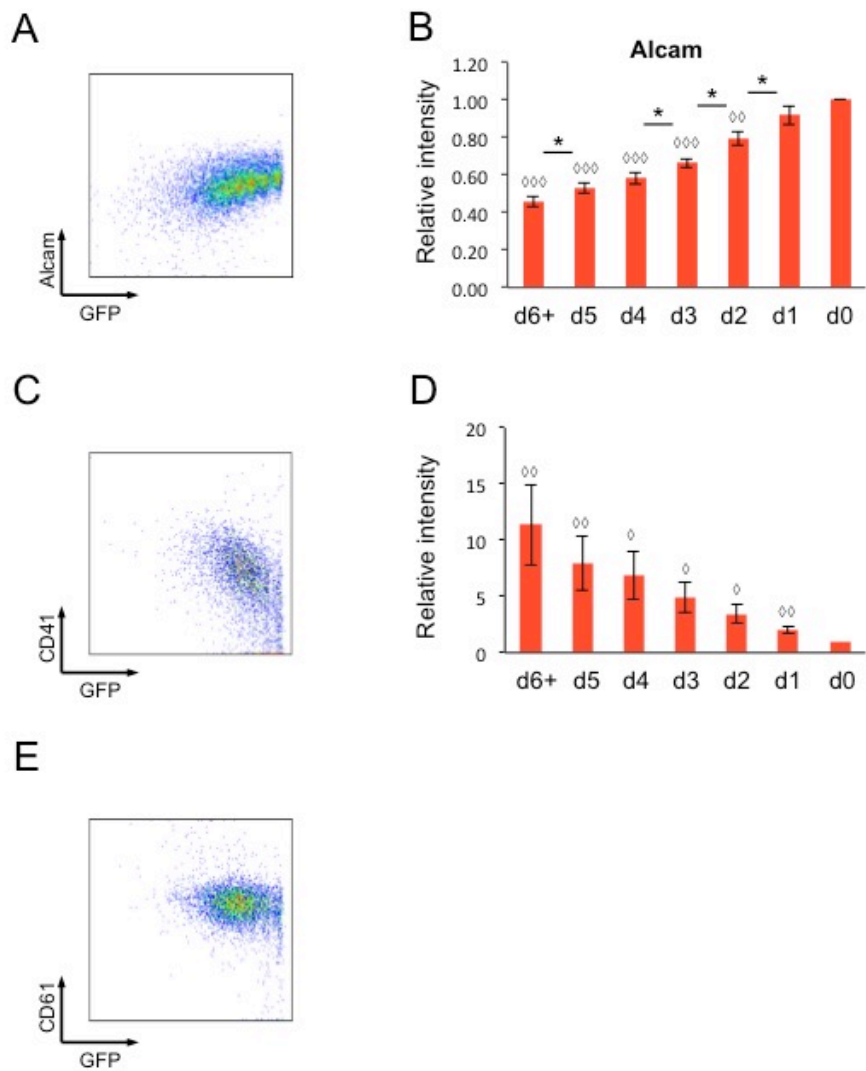 A
Alcam
GFP
B
Alcam
Relative intensity
1.20
1.00
0.80
0.60
0.40
0.20
0.00
* * * * *
◊◊◊ ◊◊◊ ◊◊◊ ◊◊◊ ◊◊
d6+ d5 d4 d3 d2 d1 d0
C
CD41
GFP
D
Relative intensity
20
15
10
5
0
◊◊ ◊◊ ◊ ◊ ◊ ◊◊
d6+ d5 d4 d3 d2 d1 d0
E
CD61
GFP